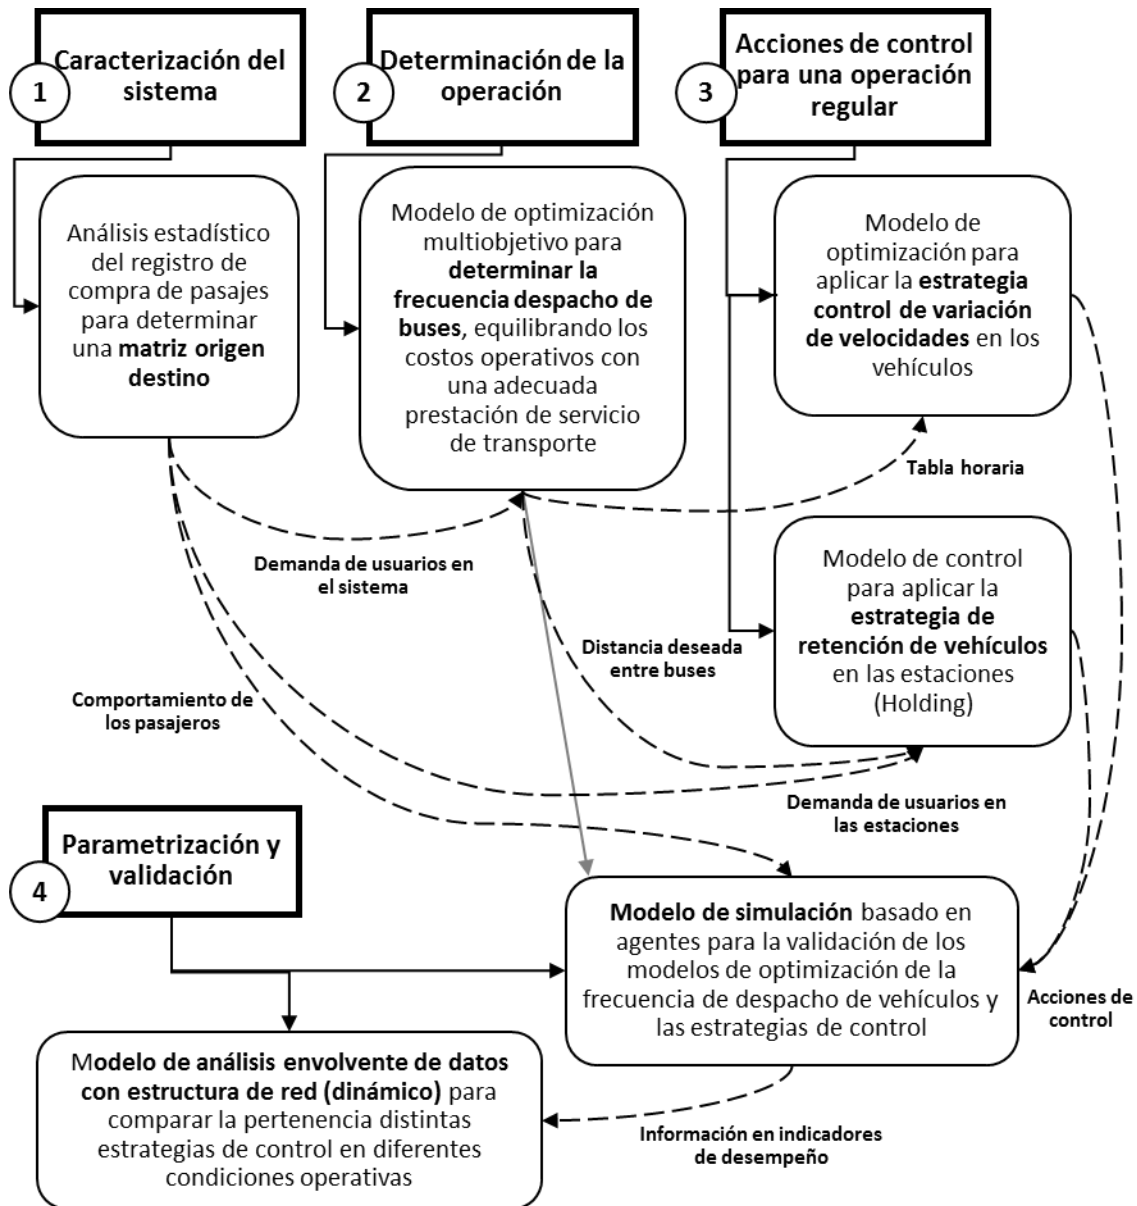 1
Caracterización del
sistema
2
Determinación de la
operación
3
Acciones de control
para una operación
regular
Análisis estadístico
del registro de
compra de pasajes
para determinar
una matriz origen
destino
Modelo de optimización
multiobjetivo para
determinar la
frecuencia despacho de
buses, equilibrando los
costos operativos con
una adecuada
prestación de servicio
de transporte
Modelo de
optimización para
aplicar la estrategia
control de variación
de velocidades en los
vehículos
Tabla horaria
Demanda de usuarios en
el sistema
Modelo de control
para aplicar la
estrategia de
retención de vehículos
en las estaciones
(Holding)
Distancia deseada
entre buses
Comportamiento de
los pasajeros
Demanda de usuarios en
las estaciones
4
Parametrización y
validación
Modelo de simulación basado en
agentes para la validación de los
modelos de optimización de la
frecuencia de despacho de vehículos y
las estrategias de control
Acciones de
control
Modelo de análisis envolvente de datos
con estructura de red (dinámico) para
comparar la pertenencia distintas
estrategias de control en diferentes
condiciones operativas
Información en indicadores
de desempeño